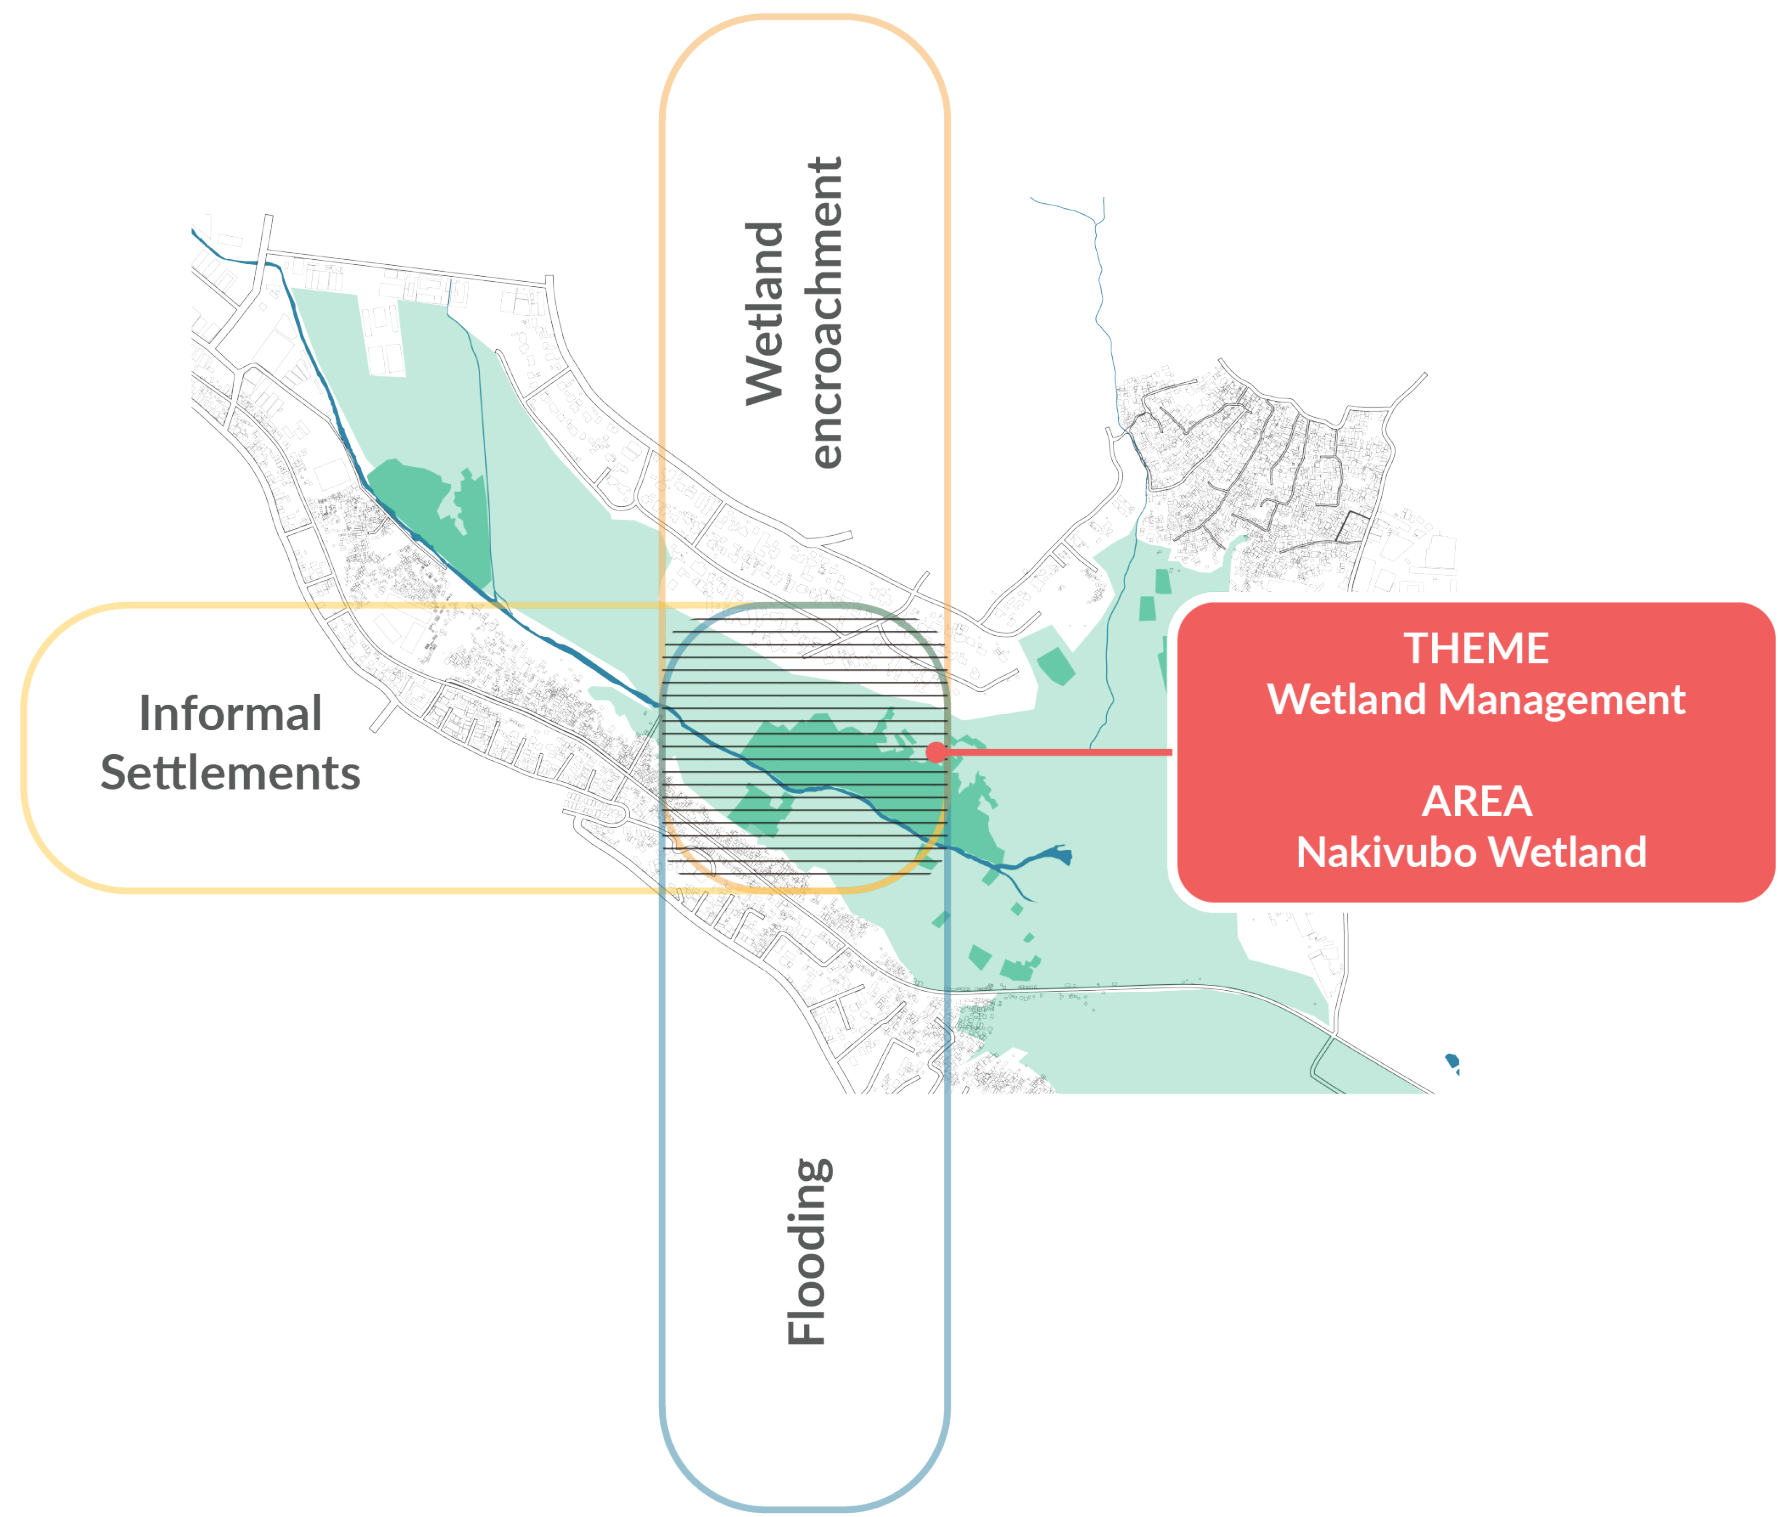 Wetland
encroachment
Informal
Settlements
THEME
Wetland Management
AREA
Nakivubo Wetland
Flooding